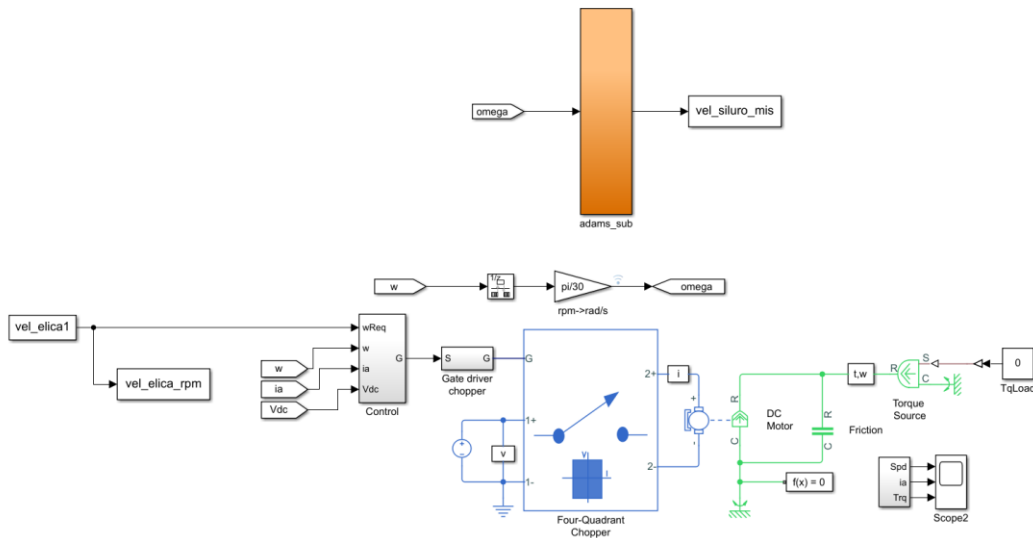 omega
vel_siluro_mis
adams_sub
w
pi/30
omega
rpm->rad/s
vel_elica1
vel_elica_rpm
w
ia
Vdc
wReq
w
ia
Vdc
G
Control
S
G
Gate driver
chopper
G
1+
1-
2+
2-
v
V
I
Four-Quadrant
Chopper
i
+
-
R
C
DC
Motor
R
C
Friction
f(x) = 0
t,w
R
S
C
Torque
Source
0
TqLoad
Spd
ia
Trq
Scope2